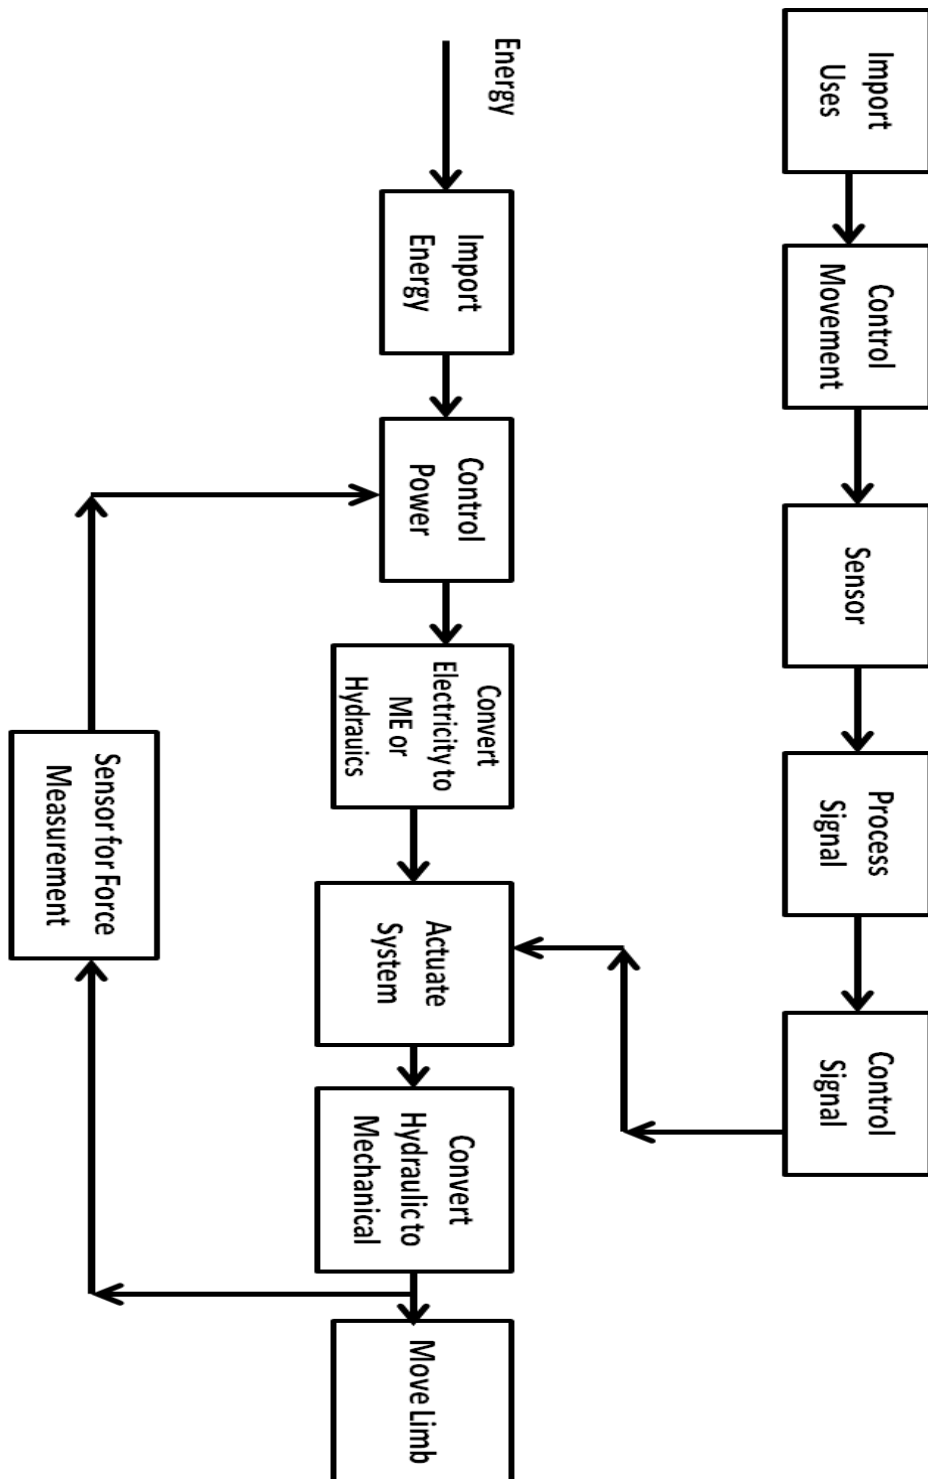 Import
Uses
Control
Movement
Sensor
Process
Signal
Control
Signal
Energy
Import
Energy
Control
Power
Convert
Electricity to
ME or
Hydrauics
Actuate
System
Convert
Hydraulic to
Mechanical
Move Limb
Sensor for Force
Measurement